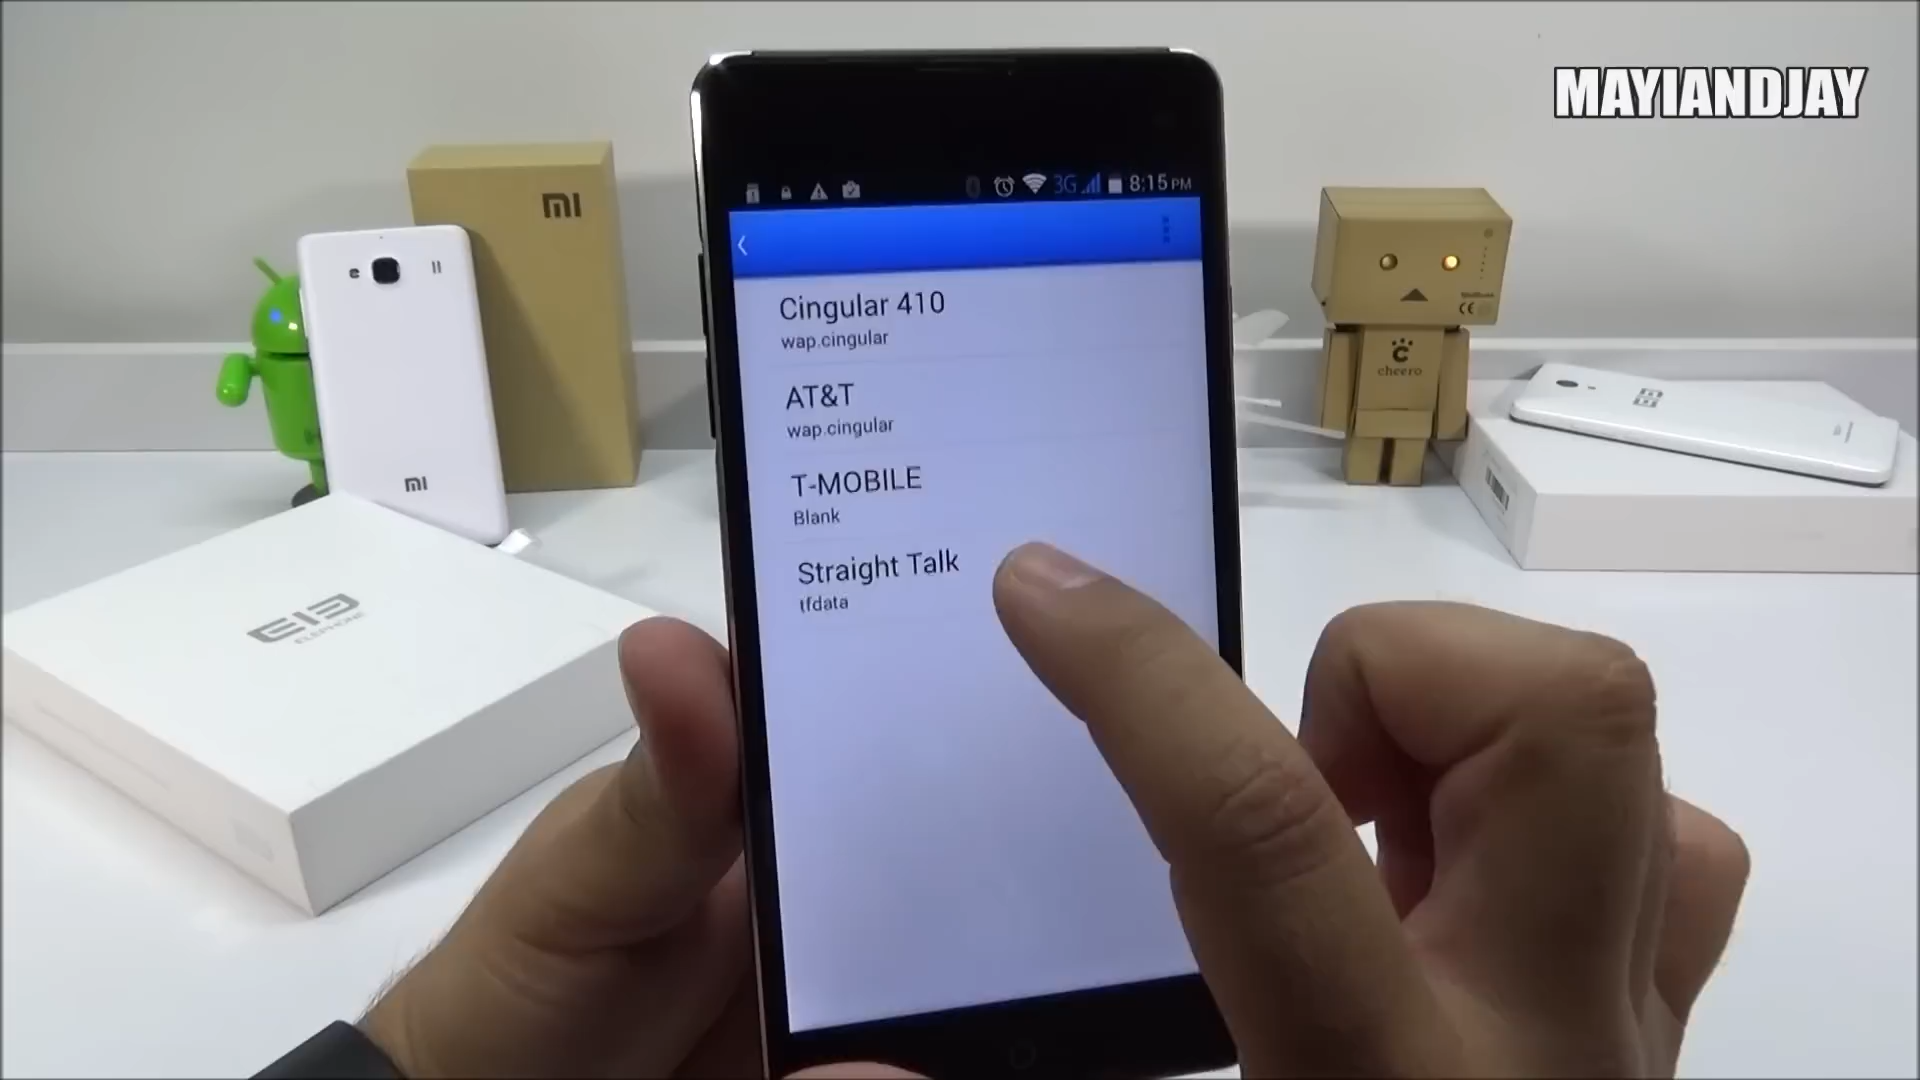 MAYIANDJAY
3G 8:15 PM
Cingular 410
wap.cingular
AT&T
wap.cingular
T-MOBILE
Blank
Straight Talk
tfdata
MI
MI
ELEPHONE
cheero
CE